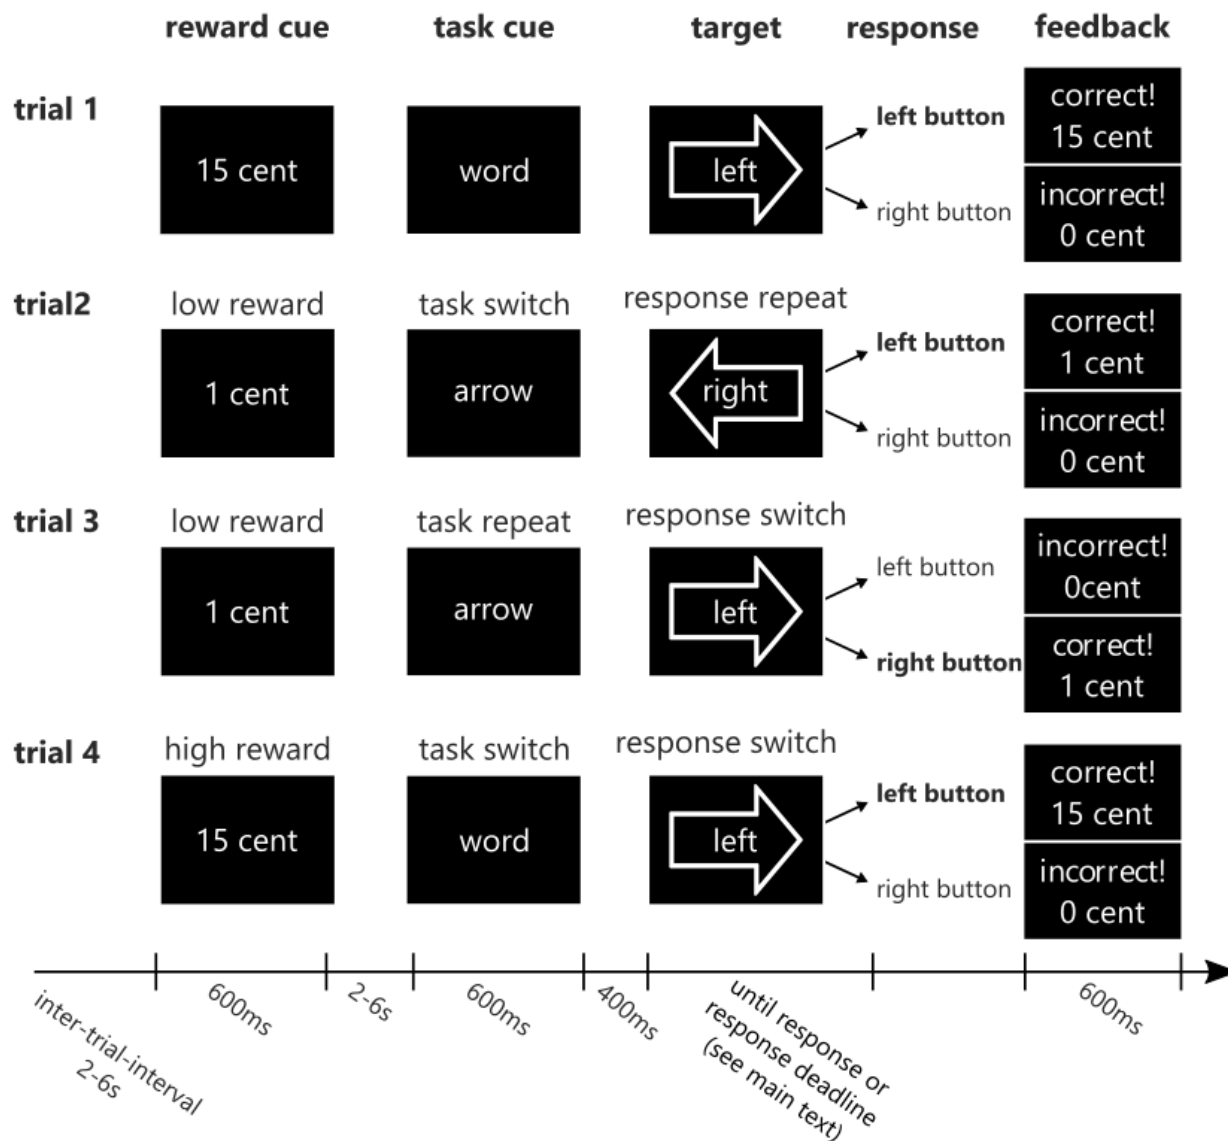 reward cue task cue target response feedback
trial 1
15 cent
word
left
left button
right button
correct!
15 cent
incorrect!
0 cent
trial2
low reward task switch response repeat
1 cent
arrow
right
left button
right button
correct!
1 cent
incorrect!
0 cent
trial 3
low reward task repeat response switch
1 cent
arrow
left
left button
right button
incorrect!
0cent
correct!
1 cent
trial 4
high reward task switch response switch
15 cent
word
left
left button
right button
correct!
15 cent
incorrect!
0 cent
inter-trial-interval
2-6s
600ms
2-6s
600ms
400ms
until response or
response deadline
(see main text)
600ms